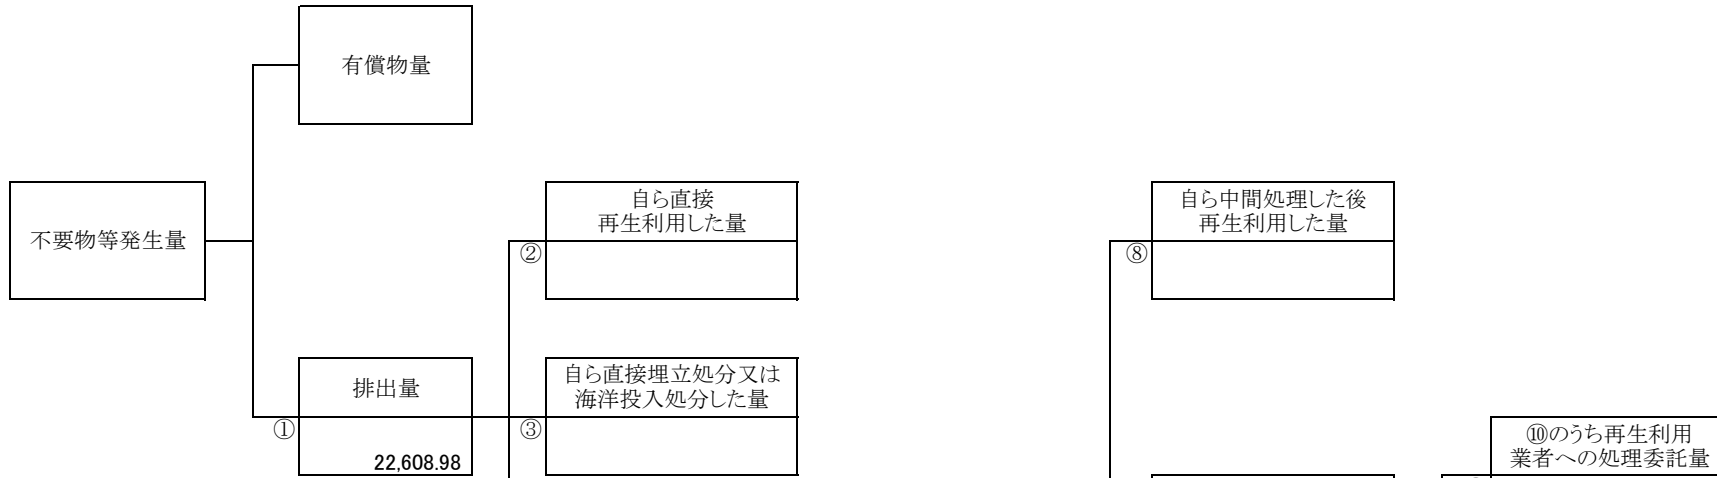 有償物量
不要物等発生量
自ら直接
再生利用した量
②
自ら中間処理した後
再生利用した量
⑧
排出量
①
22,608.98
自ら直接埋立処分又は
海洋投入処分した量
③
⑩のうち再生利用
業者への処理委託量